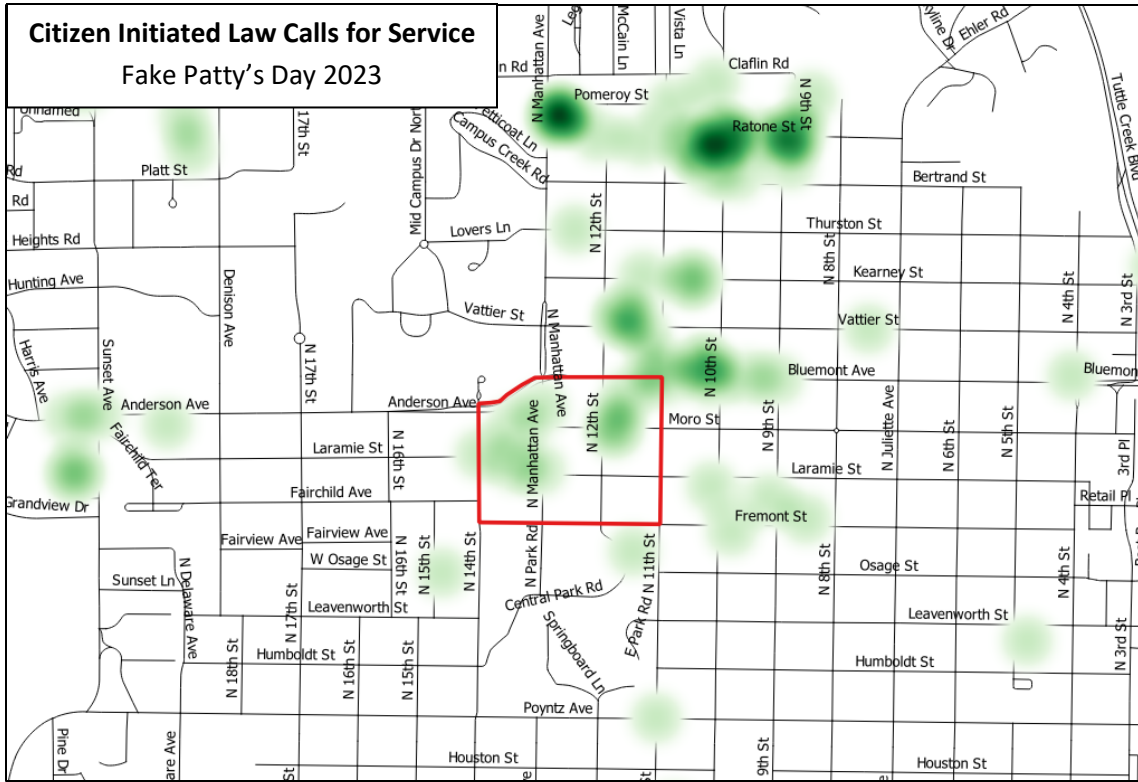 Citizen Initiated Law Calls for Service
Fake Patty's Day 2023
N Manhattan Ave
McCain Ln
Vista Ln
Ehler Rd
n Rd
Claflin Rd
Pomeroy St
N 9th St
Tuttle Creek Blvd
Unnamed
17th St
Mid Campus Dr Nort
etticoat Ln
Ratone St
Campus Creek Rd
Rd
Platt St
Bertrand St
Rd
Heights Rd
Lovers Ln
N 12th St
Thurston St
N 8th St
Hunting Ave
Denison Ave
Kearney St
N 4th St
N 3rd St
Vattier St
N Manhattan Ave
Vattier St
Harris Ave
Sunset Ave
N 17th St
N 10th St
Bluemont Ave
Bluemon
Anderson Ave
Anderson Ave
N Manhattan Ave
N 12th St
Moro St
N 9th St
N Juliette Ave
N 6th St
N 5th St
3rd Pl
Fairchild Ter
Laramie St
N 16th St
Laramie St
Grandview Dr
Fairchild Ave
Retail Pl
Fremont St
Fairview Ave
Fairview Ave
W Osage St
N 16th St
N 15th St
N 14th St
N Park Rd
N 11th St
N 8th St
Osage St
N 4th St
Sunset Ln
N Delaware Ave
N 17th St
Leavenworth St
Central Park Rd
E Park Rd
Leavenworth St
N 3rd St
N 18th St
Humboldt St
N 16th St
N 15th St
Springboard Ln
Humboldt St
Poyntz Ave
Pine Dr
are Ave
St
Houston St
9th St
Houston St